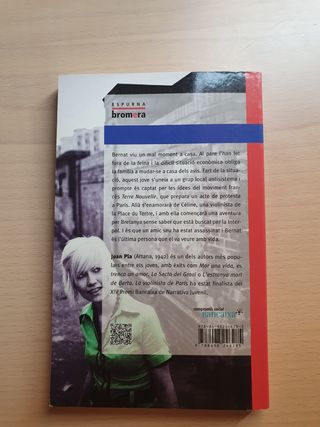 ESPURNA
bromera
Bernat viu un mal moment a casa. Al pare l'han fet
fora de la feina i la difícil situació econòmica obliga
la família a mudar-se a casa dels avis. Fart de la situa-
ció, aquest jove s'uneix a un grup local antisistema i
prompte és captat per les idees del moviment fran-
cès Terre Nouvelle, que prepara un acte de protesta
a París. Allà s'enamorarà de Céline, una violinista de
la Place du Tertre, i amb ella començarà una aventura
per Bretanya sense saber que està buscat per la Inter-
pol. I és que un amic seu ha estat assassinat i Bernat
és l'última persona que el va veure amb vida.
Joan Pla (Artana, 1942) és un dels autors més popu-
lars entre els joves, amb èxits com Mor una vida, es
trenca un amor, La Secta del Graal o L'estranya mort
de Berta. La violinista de París ha estat finalista del
XIV Premi Bancaixa de Narrativa Juvenil.
compromís social
bancaixa